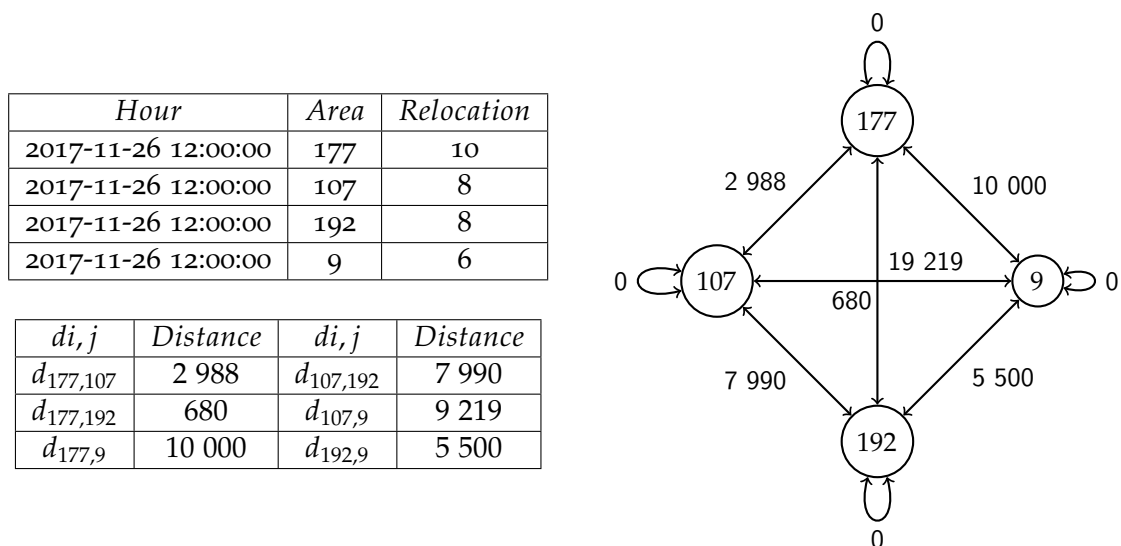 Hour Area Relocation
2017-11-26 12:00:00 177 10
2017-11-26 12:00:00 107 8
2017-11-26 12:00:00 192 8
2017-11-26 12:00:00 9 6
di, j Distance di, j Distance
d177,107 2 988 d107,192 7 990
d177,192 680 d107,9 9 219
d177,9 10 000 d192,9 5 500
0
177
2 988
10 000
0
107
19 219
680
9
0
7 990
5 500
192
0